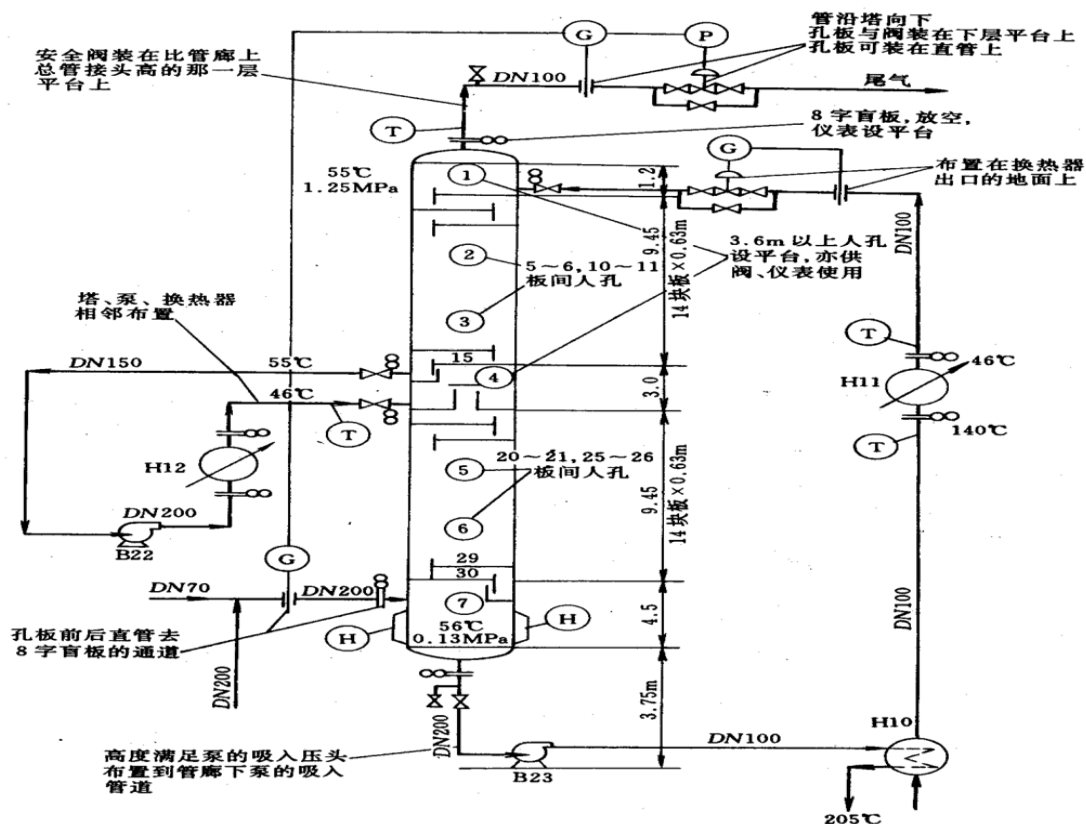 管沿塔向下
孔板与阀装在下层平台上
孔板可装在直管上
G
P
安全阀装在比管廊上
总管接头高的那一层
平台上
DN100
尾气
T
8字盲板,放空,
仪表设平台
G
55℃
1.25MPa
1
1.2
布置在换热器
出口的地面上
DN100
9.45
14块板×0.63m
2
5～6,10～11
板间人孔
3.6m以上人孔
设平台,亦供
阀、仪表使用
塔、泵、换热器
相邻布置
3
T
DN150
55℃
15
4
3.0
46℃
H11
46℃
T
T
140℃
H12
5
20～21,25～26
板间人孔
9.45
14块板×0.63m
DN200
B22
6
G
29
30
DN70
DN200
7
4.5
DN100
孔板前后直管去
8字盲板的通道
H
56℃
0.13MPa
H
DN200
3.75m
DN200
H10
高度满足泵的吸入压头
布置到管廊下泵的吸入
管道
B23
DN100
205℃